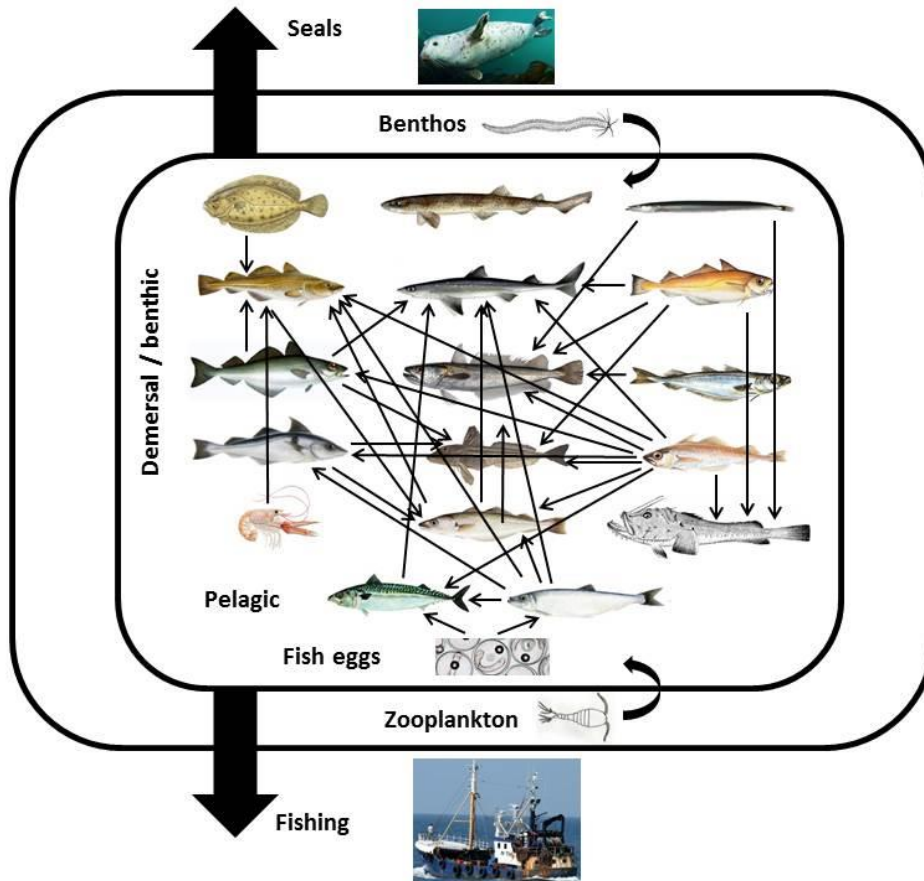 Seals
Benthos
Demersal / benthic
Pelagic
Fish eggs
Zooplankton
Fishing